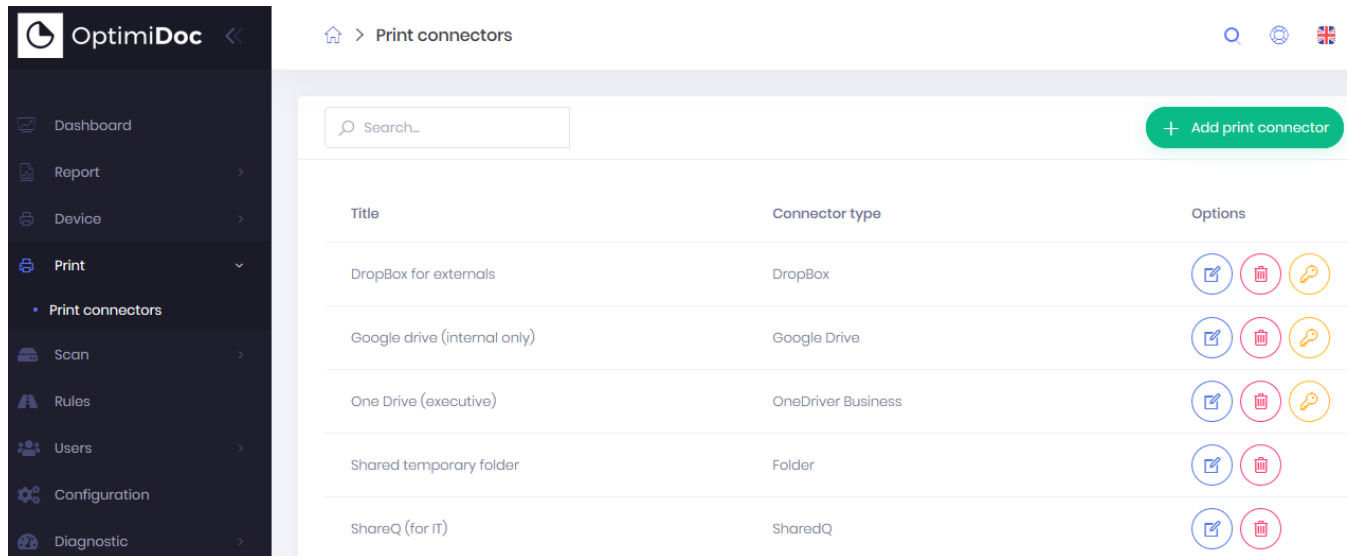 OptimiDoc
Print connectors
Dashboard
Report
Device
Print
Print connectors
Scan
Rules
Users
Configuration
Diagnostic
Search...
Add print connector
Title Connector type Options
DropBox for externals DropBox
Google drive (internal only) Google Drive
One Drive (executive) OneDriver Business
Shared temporary folder Folder
ShareQ (for IT) SharedQ